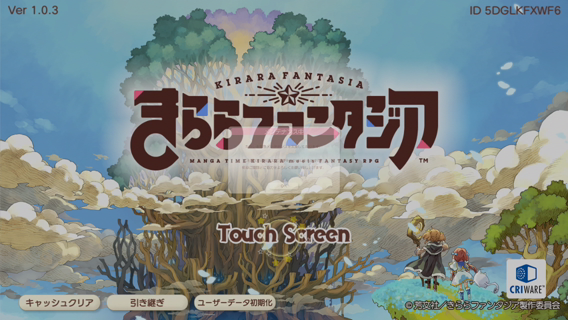 Ver 1.0.3
ID 5DGLKFXWF6
KIRARA FANTASIA
きららファンタジア
TM
MANGA TIME KIRARA meets FANTASY RPG
Touch Screen
CRIWARE™
キャッシュクリア
引き継ぎ
ユーザーデータ初期化
©芳文社/きららファンタジア製作委員会